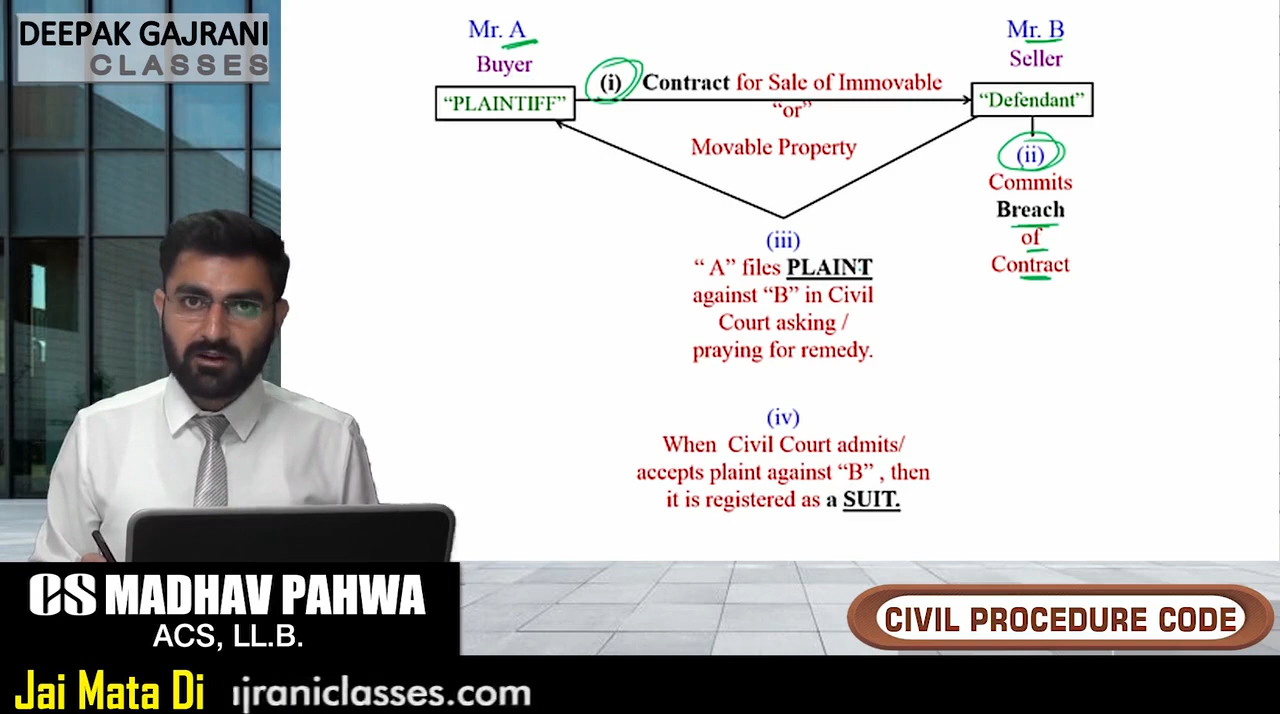 DEEPAK GAJRANI
CLASSES
Mr. A
Buyer
"PLAINTIFF"
(i) Contract for Sale of Immovable
"or"
Movable Property
Mr. B
Seller
"Defendant"
(ii)
Commits
Breach
of
Contract
(iii)
" A" files PLAINT
against "B" in Civil
Court asking /
praying for remedy.
(iv)
When Civil Court admits/
accepts plaint against "B" , then
it is registered as a SUIT.
CS MADHAV PAHWA
ACS, LL.B.
CIVIL PROCEDURE CODE
Jai Mata Di
ijraniclasses.com